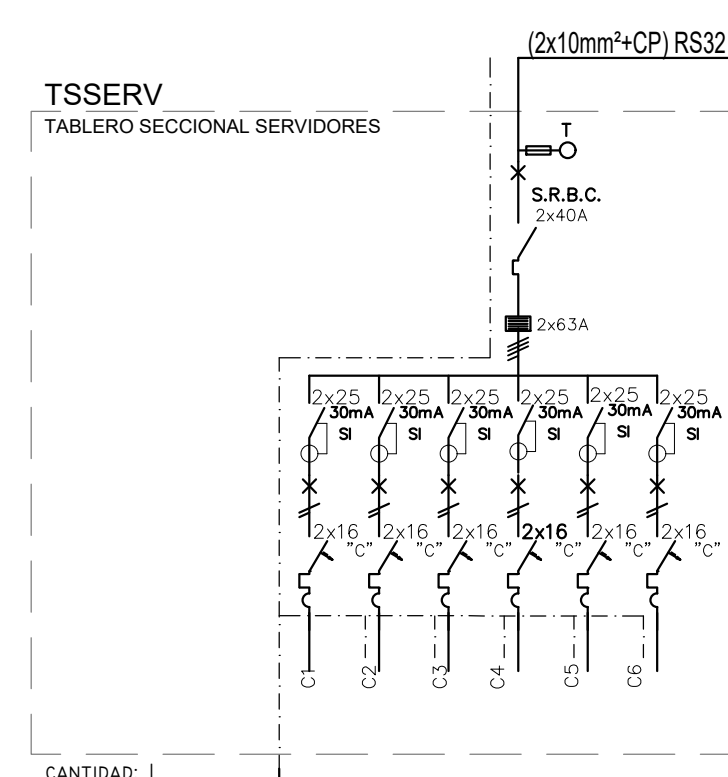 (2x10mm²+CP) RS32
TSSERV
TABLERO SECCIONAL SERVIDORES
T
S.R.B.C.
2x40A
2x63A
2x25 2x25 2x25 2x25 2x25 2x25
30mA 30mA 30mA 30mA 30mA 30mA
SI SI SI SI SI SI
2x16 2x16 2x16 2x16 2x16 2x16
"C" "C" "C" "C" "C" "C"
C1 C2 C3 C4 C5 C6
CANTIDAD: